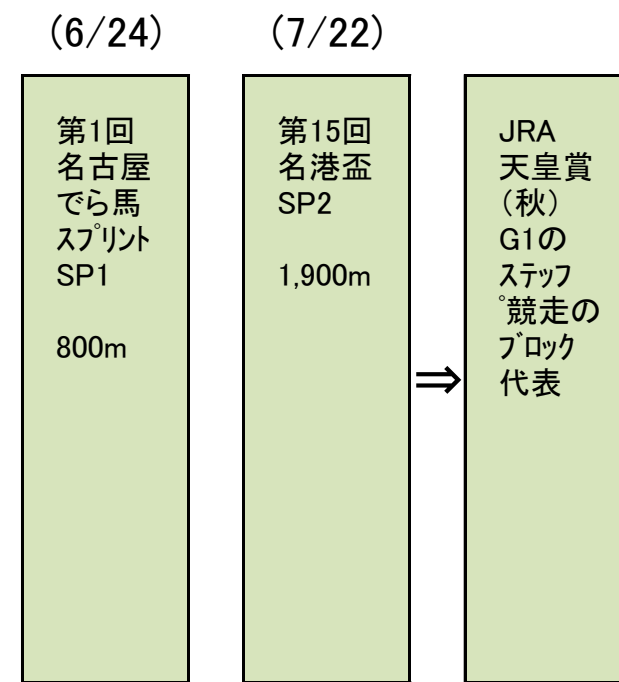 (6/24)
(7/22)
第1回
名古屋
でら馬
スプリント
SP1
800m
第15回
名港盃
SP2
1,900m
⇒
JRA
天皇賞
(秋)
G1の
ステッフ
゜競走の
ブロック
代表